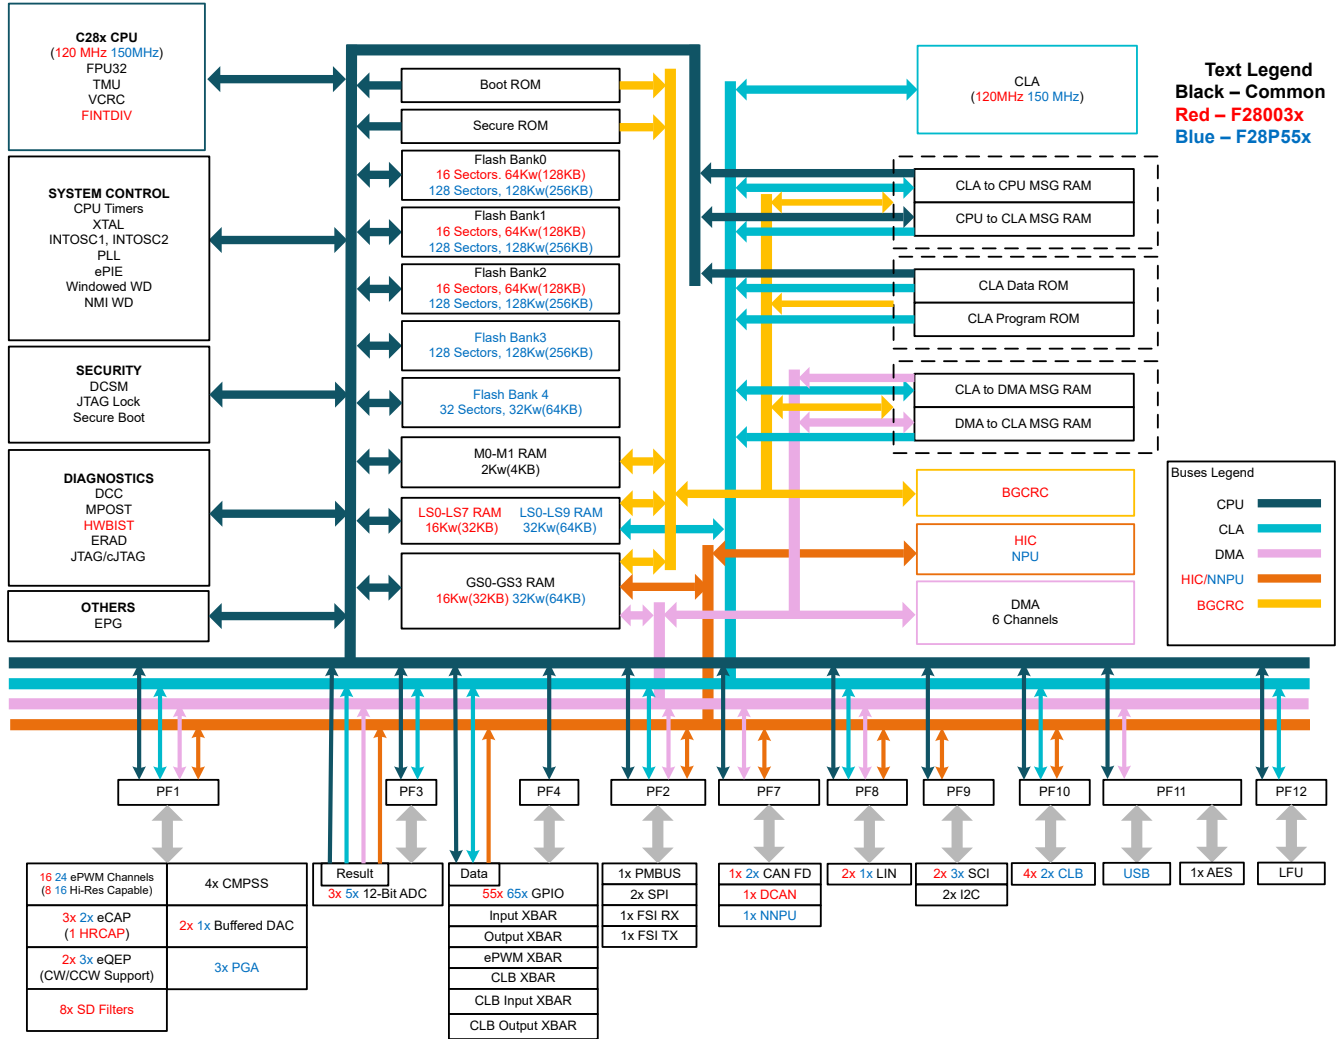 C28x CPU
(120 MHz 150MHz)
FPU32
TMU
VCRC
FINTDIV
SYSTEM CONTROL
CPU Timers
XTAL
INTOSC1, INTOSC2
PLL
ePIE
Windowed WD
NMI WD
SECURITY
DCSM
JTAG Lock
Secure Boot
DIAGNOSTICS
DCC
MPOST
HWBIST
ERAD
JTAG/cJTAG
OTHERS
EPG
Boot ROM
Secure ROM
Flash Bank0
16 Sectors. 64Kw(128KB)
128 Sectors, 128Kw(256KB)
Flash Bank1
16 Sectors, 64Kw(128KB)
128 Sectors, 128Kw(256KB)
Flash Bank2
16 Sectors, 64Kw(128KB)
128 Sectors, 128Kw(256KB)
Flash Bank3
128 Sectors, 128Kw(256KB)
Flash Bank 4
32 Sectors, 32Kw(64KB)
M0-M1 RAM
2Kw(4KB)
LS0-LS7 RAM LS0-LS9 RAM
16Kw(32KB) 32Kw(64KB)
GS0-GS3 RAM
16Kw(32KB) 32Kw(64KB)
CLA
(120MHz 150 MHz)
CLA to CPU MSG RAM
CPU to CLA MSG RAM
CLA Data ROM
CLA Program ROM
CLA to DMA MSG RAM
DMA to CLA MSG RAM
BGCRC
HIC
NPU
DMA
6 Channels
Text Legend
Black – Common
Red – F28003x
Blue – F28P55x
Buses Legend
CPU
CLA
DMA
HIC/NNPU
BGCRC
PF1
PF3
PF4
PF2
PF7
PF8
PF9
PF10
PF11
PF12
16 24 ePWM Channels
(8 16 Hi-Res Capable)
4x CMPSS
3x 2x eCAP
(1 HRCAP)
2x 1x Buffered DAC
2x 3x eQEP
(CW/CCW Support)
3x PGA
8x SD Filters
Result
3x 5x 12-Bit ADC
Data
55x 65x GPIO
Input XBAR
Output XBAR
ePWM XBAR
CLB XBAR
CLB Input XBAR
CLB Output XBAR
1x PMBUS
2x SPI
1x FSI RX
1x FSI TX
1x 2x CAN FD
1x DCAN
1x NNPU
2x 1x LIN
2x 3x SCI
2x I2C
4x 2x CLB
USB
1x AES
LFU